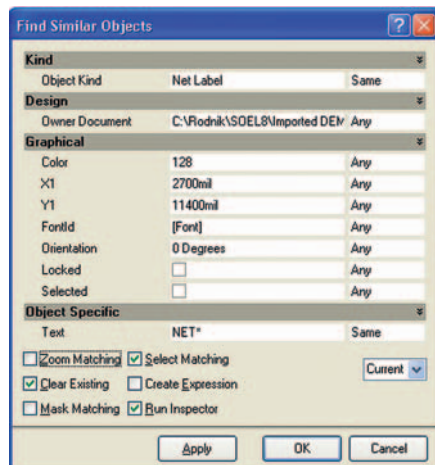 Find Similar Objects
Kind
Object Kind Net Label Same
Design
Owner Document C:\Rodnik\SOEL8\Imported DEM Any
Graphical
Color 128 Any
X1 2700mil Any
Y1 11400mil Any
FontId [Font] Any
Orientation 0 Degrees Any
Locked Any
Selected Any
Object Specific
Text NET* Same
Zoom Matching Select Matching
Current
Clear Existing Create Expression
Mask Matching Run Inspector
Apply OK Cancel